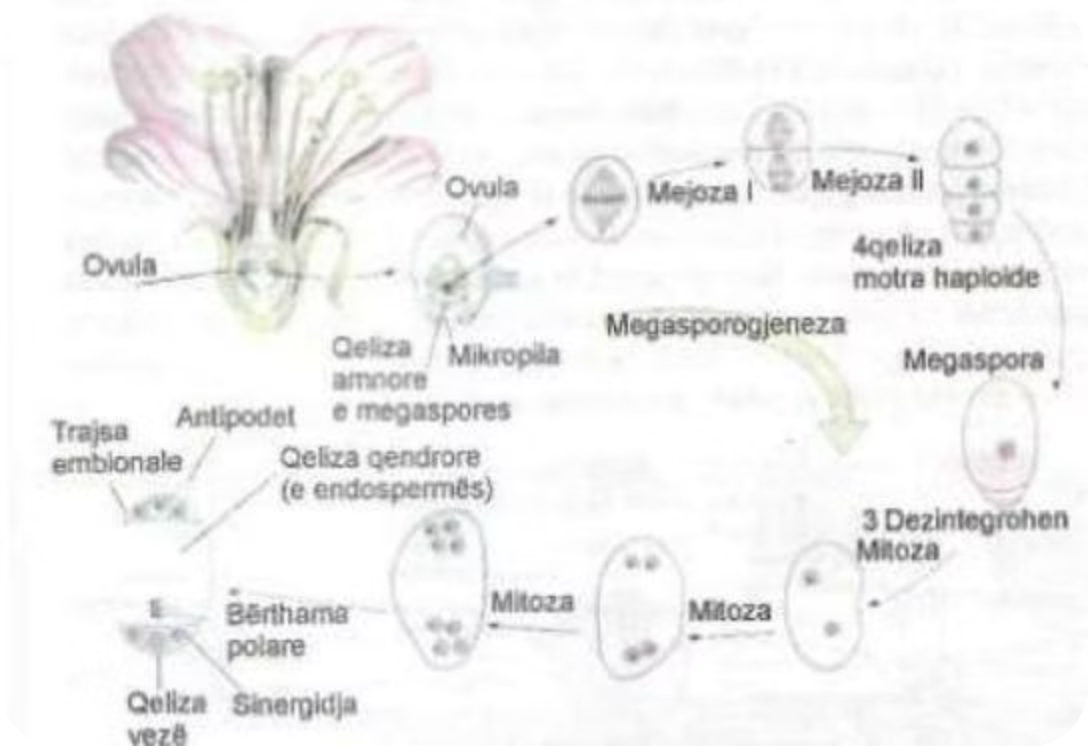 Ovula
Ovula
Qeliza
amnore
e megaspores
Mikropila
Mejoza I
Mejoza II
4qeliza
motra haploide
Megasporogjeneza
Megaspora
3 Dezintegrohen
Mitoza
Mitoza
Mitoza
Trajsa
embionale
Antipodet
Qeliza qendrore
(e endospermës)
Bërthama
polare
Sinergidja
Qeliza
vezë